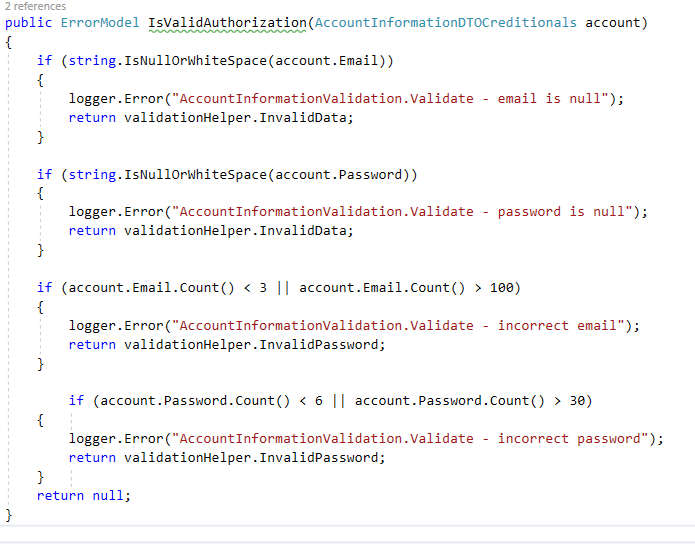 2 references
public ErrorModel IsValidAuthorization(AccountInformationDTOCreditionals account)
{
if (string.IsNullOrWhiteSpace(account.Email))
{
logger.Error("AccountInformationValidation.Validate - email is null");
return validationHelper.InvalidData;
}
if (string.IsNullOrWhiteSpace(account.Password))
{
logger.Error("AccountInformationValidation.Validate - password is null");
return validationHelper.InvalidData;
}
if (account.Email.Count() < 3 || account.Email.Count() > 100)
{
logger.Error("AccountInformationValidation.Validate - incorrect email");
return validationHelper.InvalidPassword;
}
if (account.Password.Count() < 6 || account.Password.Count() > 30)
{
logger.Error("AccountInformationValidation.Validate - incorrect password");
return validationHelper.InvalidPassword;
}
return null;
}